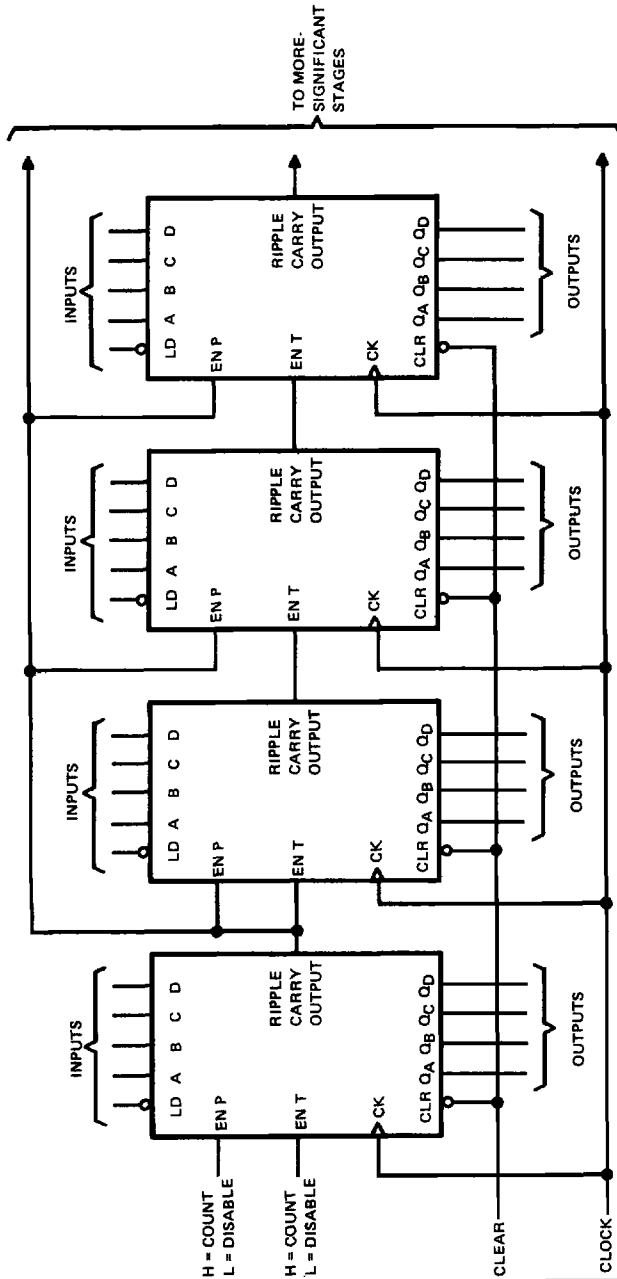 INPUTS
LD A B C D
EN P
RIPPLE
CARRY
OUTPUT
EN T
CK
CLR QA QB QC QD
OUTPUTS
H = COUNT
L = DISABLE
H = COUNT
L = DISABLE
CLEAR
CLOCK
INPUTS
LD A B C D
EN P
RIPPLE
CARRY
OUTPUT
EN T
CK
CLR QA QB QC QD
OUTPUTS
INPUTS
LD A B C D
EN P
RIPPLE
CARRY
OUTPUT
EN T
CK
CLR QA QB QC QD
OUTPUTS
INPUTS
LD A B C D
EN P
RIPPLE
CARRY
OUTPUT
EN T
CK
CLR QA QB QC QD
OUTPUTS
TO MORE-
SIGNIFICANT
STAGES